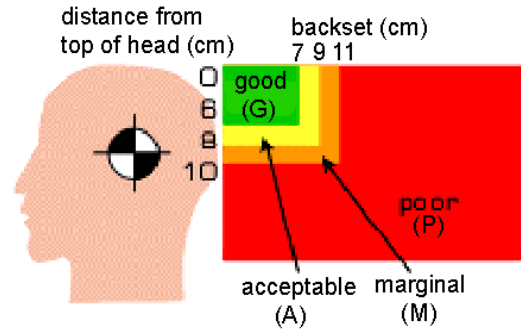 distance from
top of head (cm)
backset (cm)
7 9 11
0
6
8
10
good
(G)
poor
(P)
acceptable
(A)
marginal
(M)